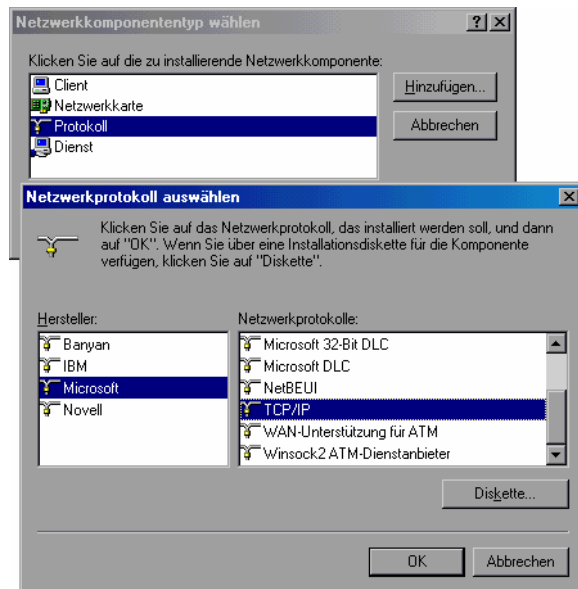 Netzwerkkomponententyp wählen
Klicken Sie auf die zu installierende Netzwerkkomponente:
Client
Netzwerkkarte
Protokoll
Dienst
Hinzufügen...
Abbrechen
Netzwerkprotokoll auswählen
Klicken Sie auf das Netzwerkprotokoll, das installiert werden soll, und dann
auf "OK". Wenn Sie über eine Installationsdiskette für die Komponente
verfügen, klicken Sie auf "Diskette".
Hersteller:
Banyan
IBM
Microsoft
Novell
Netzwerkprotokolle:
Microsoft 32-Bit DLC
Microsoft DLC
NetBEUI
TCP/IP
WAN-Unterstützung für ATM
Winsock2 ATM-Dienstanbieter
Diskette...
OK
Abbrechen